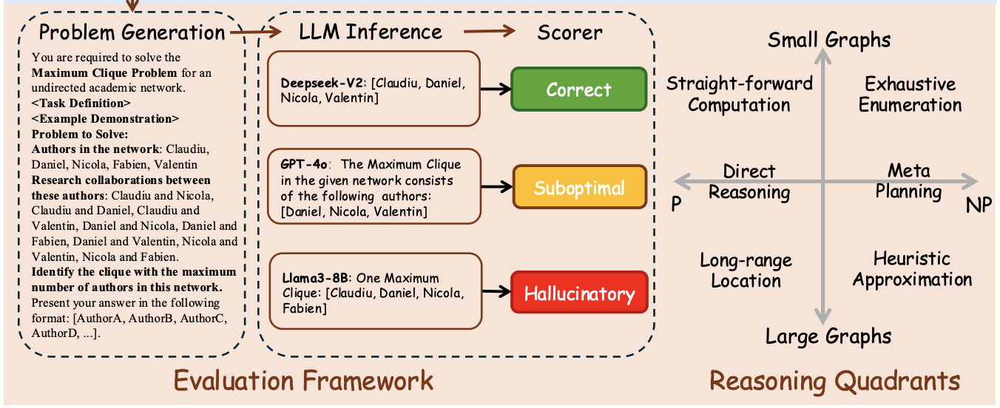 Problem Generation
You are required to solve the
Maximum Clique Problem for an
undirected academic network.
<Task Definition>
<Example Demonstration>
Problem to Solve:
Authors in the network: Claudiu,
Daniel, Nicola, Fabien, Valentin
Research collaborations between
these authors: Claudiu and Nicola,
Claudiu and Daniel, Claudiu and
Valentin, Daniel and Nicola, Daniel and
Fabien, Daniel and Valentin, Nicola and
Valentin, Nicola and Fabien.
Identify the clique with the maximum
number of authors in this network.
Present your answer in the following
format: [AuthorA, AuthorB, AuthorC,
AuthorD, ...].
LLM Inference
Scorer
Deepseek-V2: [Claudiu, Daniel,
Nicola, Valentin]
Correct
GPT-4o: The Maximum Clique
in the given network consists
of the following authors:
[Daniel, Nicola, Valentin]
Suboptimal
Llama3-8B: One Maximum
Clique: [Claudiu, Daniel, Nicola,
Fabien]
Hallucinatory
Evaluation Framework
Small Graphs
Straight-forward
Computation
Exhaustive
Enumeration
Direct
Reasoning
Meta
Planning
P
NP
Long-range
Location
Heuristic
Approximation
Large Graphs
Reasoning Quadrants